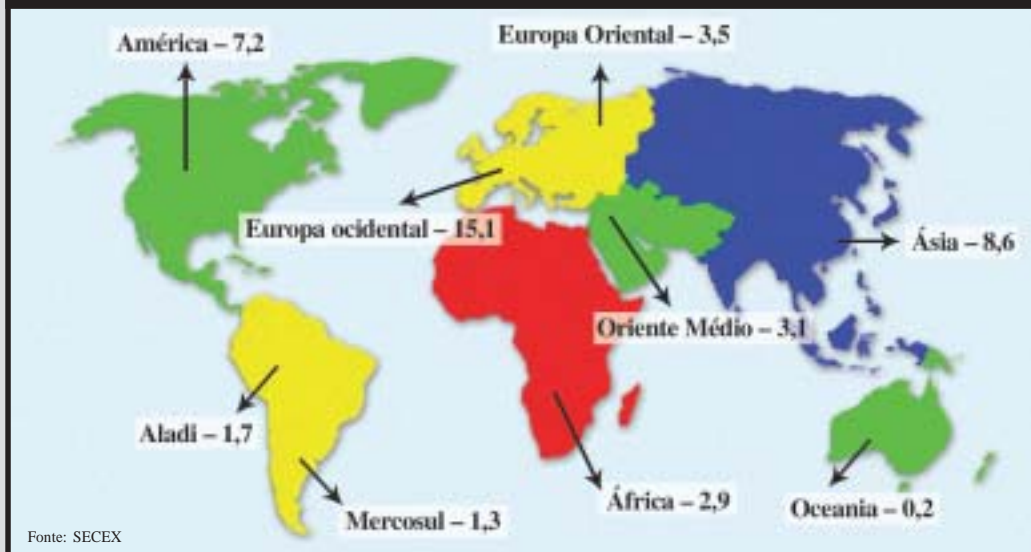 América – 7,2
Europa Oriental – 3,5
Europa ocidental – 15,1
Ásia – 8,6
Oriente Médio – 3,1
Aladi – 1,7
Mercosul – 1,3
África – 2,9
Oceania – 0,2
Fonte: SECEX